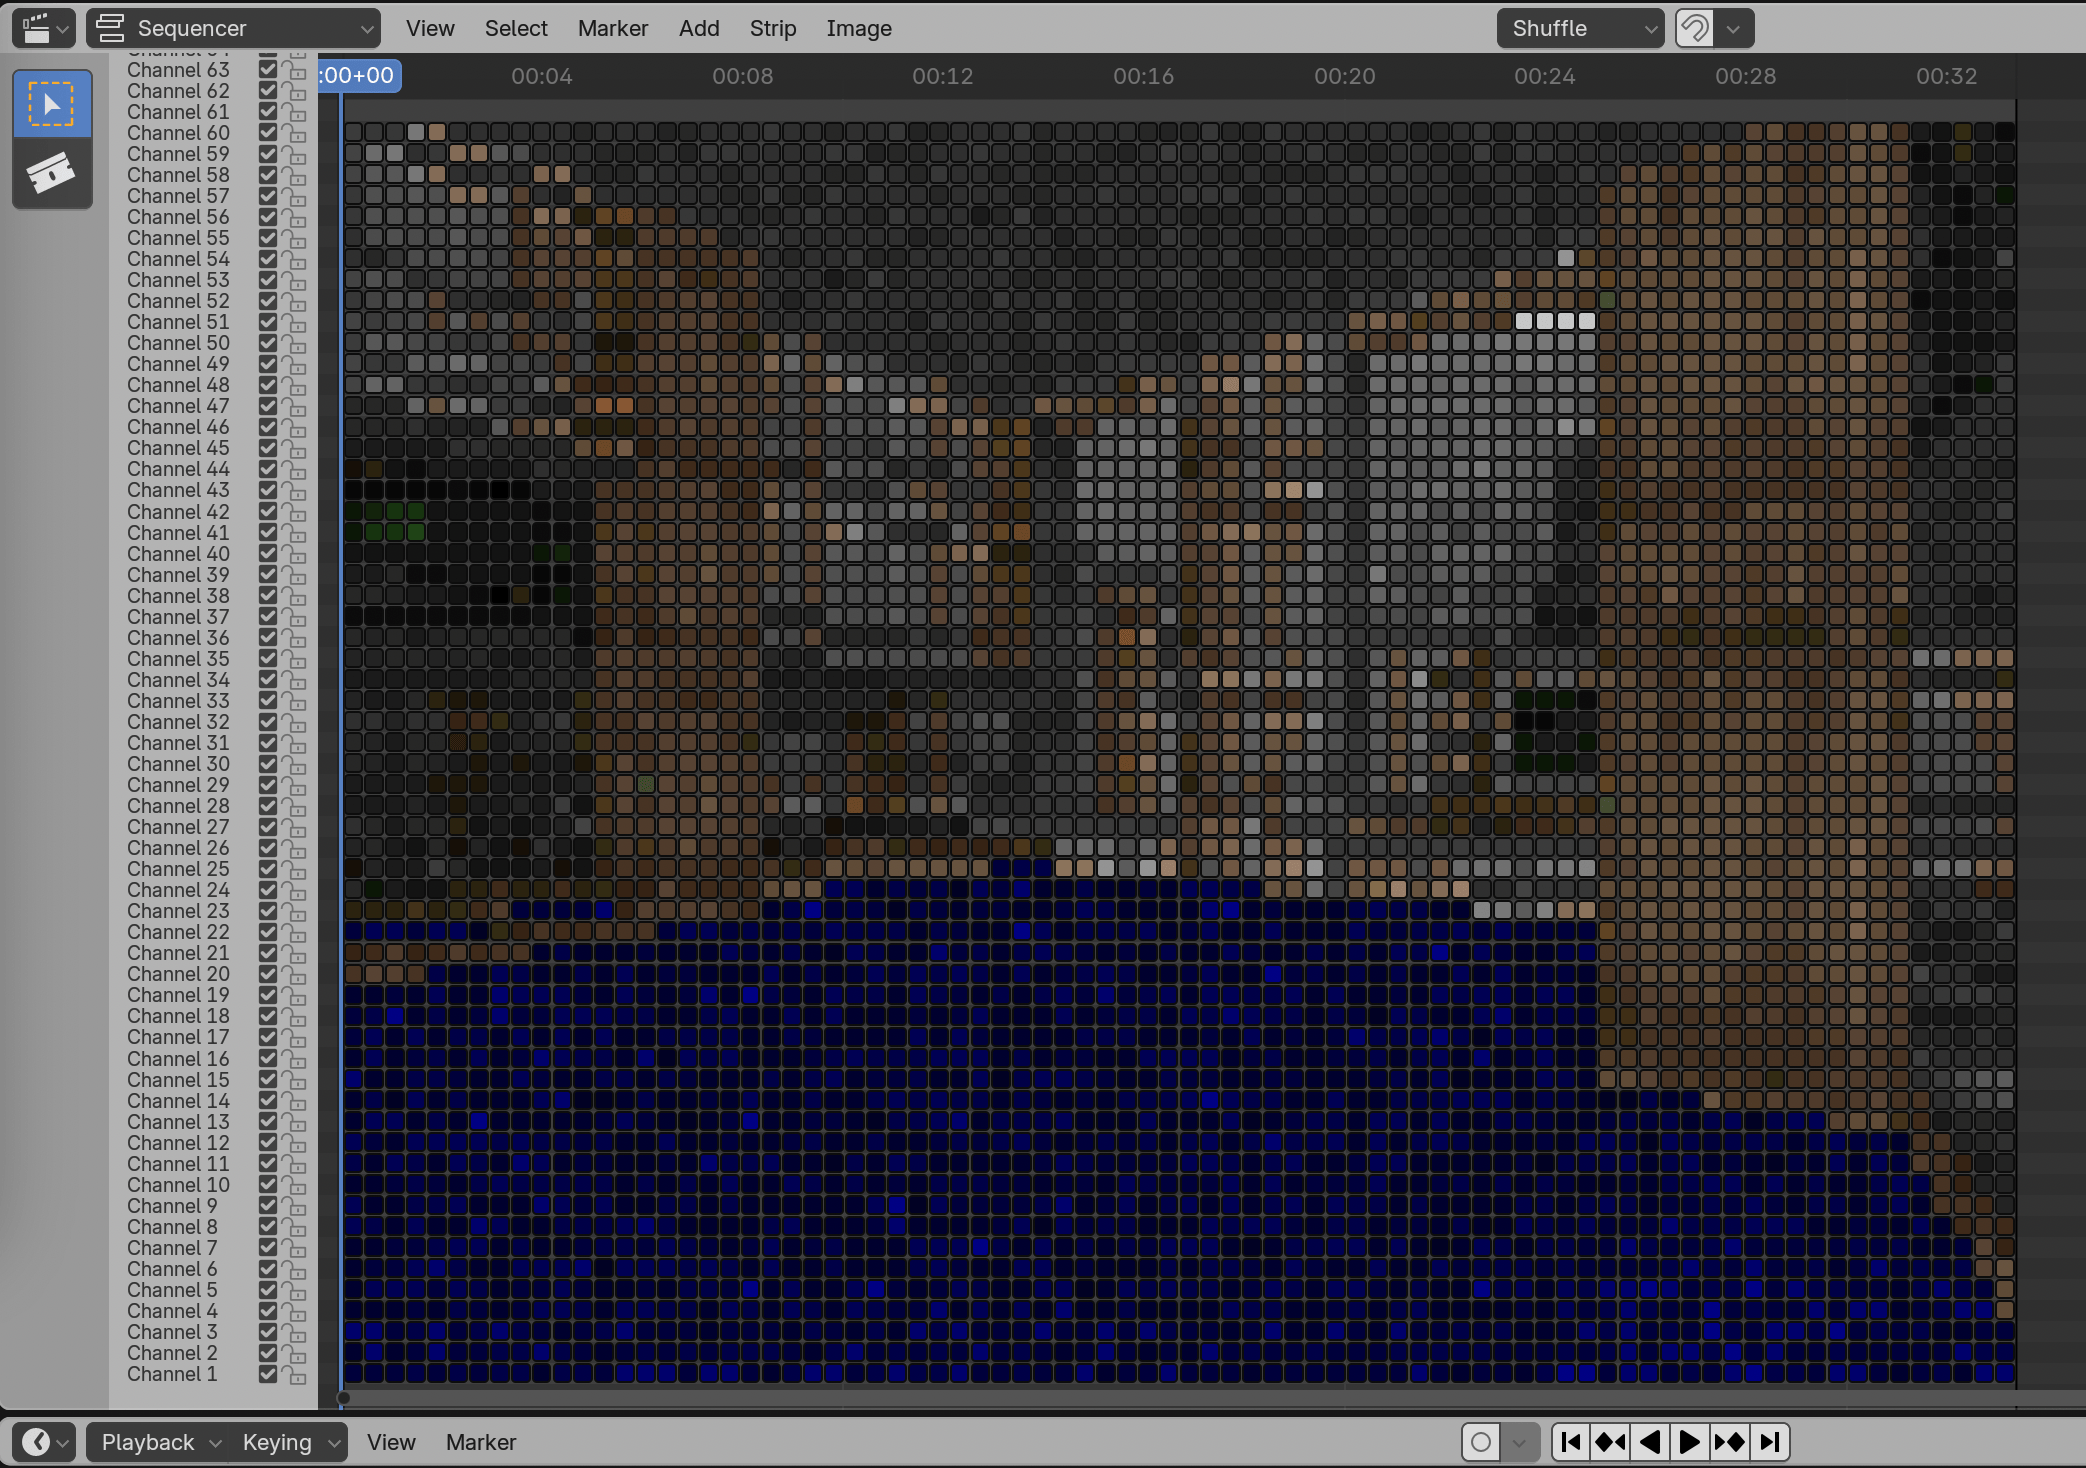 Sequencer View Select Marker Add Strip Image Shuffle
:00+00 00:04 00:08 00:12 00:16 00:20 00:24 00:28 00:32
Channel 63
Channel 62
Channel 61
Channel 60
Channel 59
Channel 58
Channel 57
Channel 56
Channel 55
Channel 54
Channel 53
Channel 52
Channel 51
Channel 50
Channel 49
Channel 48
Channel 47
Channel 46
Channel 45
Channel 44
Channel 43
Channel 42
Channel 41
Channel 40
Channel 39
Channel 38
Channel 37
Channel 36
Channel 35
Channel 34
Channel 33
Channel 32
Channel 31
Channel 30
Channel 29
Channel 28
Channel 27
Channel 26
Channel 25
Channel 24
Channel 23
Channel 22
Channel 21
Channel 20
Channel 19
Channel 18
Channel 17
Channel 16
Channel 15
Channel 14
Channel 13
Channel 12
Channel 11
Channel 10
Channel 9
Channel 8
Channel 7
Channel 6
Channel 5
Channel 4
Channel 3
Channel 2
Channel 1
Playback Keying View Marker